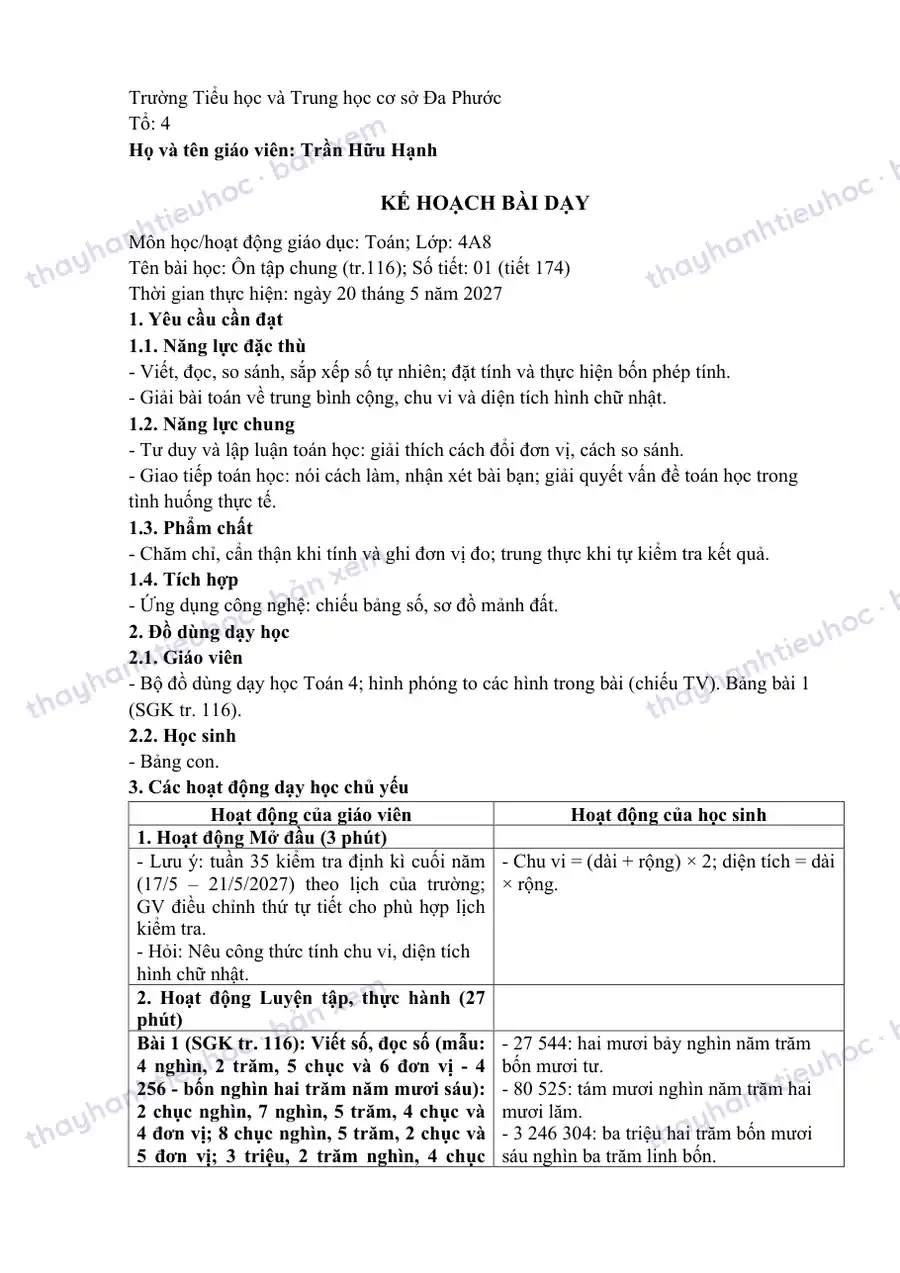 Trường Tiểu học và Trung học cơ sở Đa Phước
Tổ: 4
Họ và tên giáo viên: Trần Hữu Hạnh
KẾ HOẠCH BÀI DẠY
Môn học/hoạt động giáo dục: Toán; Lớp: 4A8
Tên bài học: Ôn tập chung (tr.116); Số tiết: 01 (tiết 174)
Thời gian thực hiện: ngày 20 tháng 5 năm 2027
1. Yêu cầu cần đạt
1.1. Năng lực đặc thù
- Viết, đọc, so sánh, sắp xếp số tự nhiên; đặt tính và thực hiện bốn phép tính.
- Giải bài toán về trung bình cộng, chu vi và diện tích hình chữ nhật.
1.2. Năng lực chung
- Tư duy và lập luận toán học: giải thích cách đổi đơn vị, cách so sánh.
- Giao tiếp toán học: nói cách làm, nhận xét bài bạn; giải quyết vấn đề toán học trong
tình huống thực tế.
1.3. Phẩm chất
- Chăm chỉ, cẩn thận khi tính và ghi đơn vị đo; trung thực khi tự kiểm tra kết quả.
1.4. Tích hợp
- Ứng dụng công nghệ: chiếu bảng số, sơ đồ mảnh đất.
2. Đồ dùng dạy học
2.1. Giáo viên
- Bộ đồ dùng dạy học Toán 4; hình phóng to các hình trong bài (chiếu TV). Bảng bài 1
(SGK tr. 116).
2.2. Học sinh
- Bảng con.
3. Các hoạt động dạy học chủ yếu
Hoạt động của giáo viên
Hoạt động của học sinh
1. Hoạt động Mở đầu (3 phút)
- Lưu ý: tuần 35 kiểm tra định kì cuối năm
(17/5 – 21/5/2027) theo lịch của trường;
GV điều chỉnh thứ tự tiết cho phù hợp lịch
kiểm tra.
- Hỏi: Nêu công thức tính chu vi, diện tích
hình chữ nhật.
- Chu vi = (dài + rộng) × 2; diện tích = dài
× rộng.
2. Hoạt động Luyện tập, thực hành (27
phút)
Bài 1 (SGK tr. 116): Viết số, đọc số (mẫu:
4 nghìn, 2 trăm, 5 chục và 6 đơn vị - 4
256 - bốn nghìn hai trăm năm mươi sáu):
2 chục nghìn, 7 nghìn, 5 trăm, 4 chục và
4 đơn vị; 8 chục nghìn, 5 trăm, 2 chục và
5 đơn vị; 3 triệu, 2 trăm nghìn, 4 chục
- 27 544: hai mươi bảy nghìn năm trăm
bốn mươi tư.
- 80 525: tám mươi nghìn năm trăm hai
mươi lăm.
- 3 246 304: ba triệu hai trăm bốn mươi
sáu nghìn ba trăm linh bốn.
thayhanhtieuhoc · bản xem
thayhanhtieuhoc · b
thayhanhtieuhoc · bản xem
thayhanhtieuhoc · b
thayhanhtieuhoc · bản xem
thayhanhtieuhoc · b